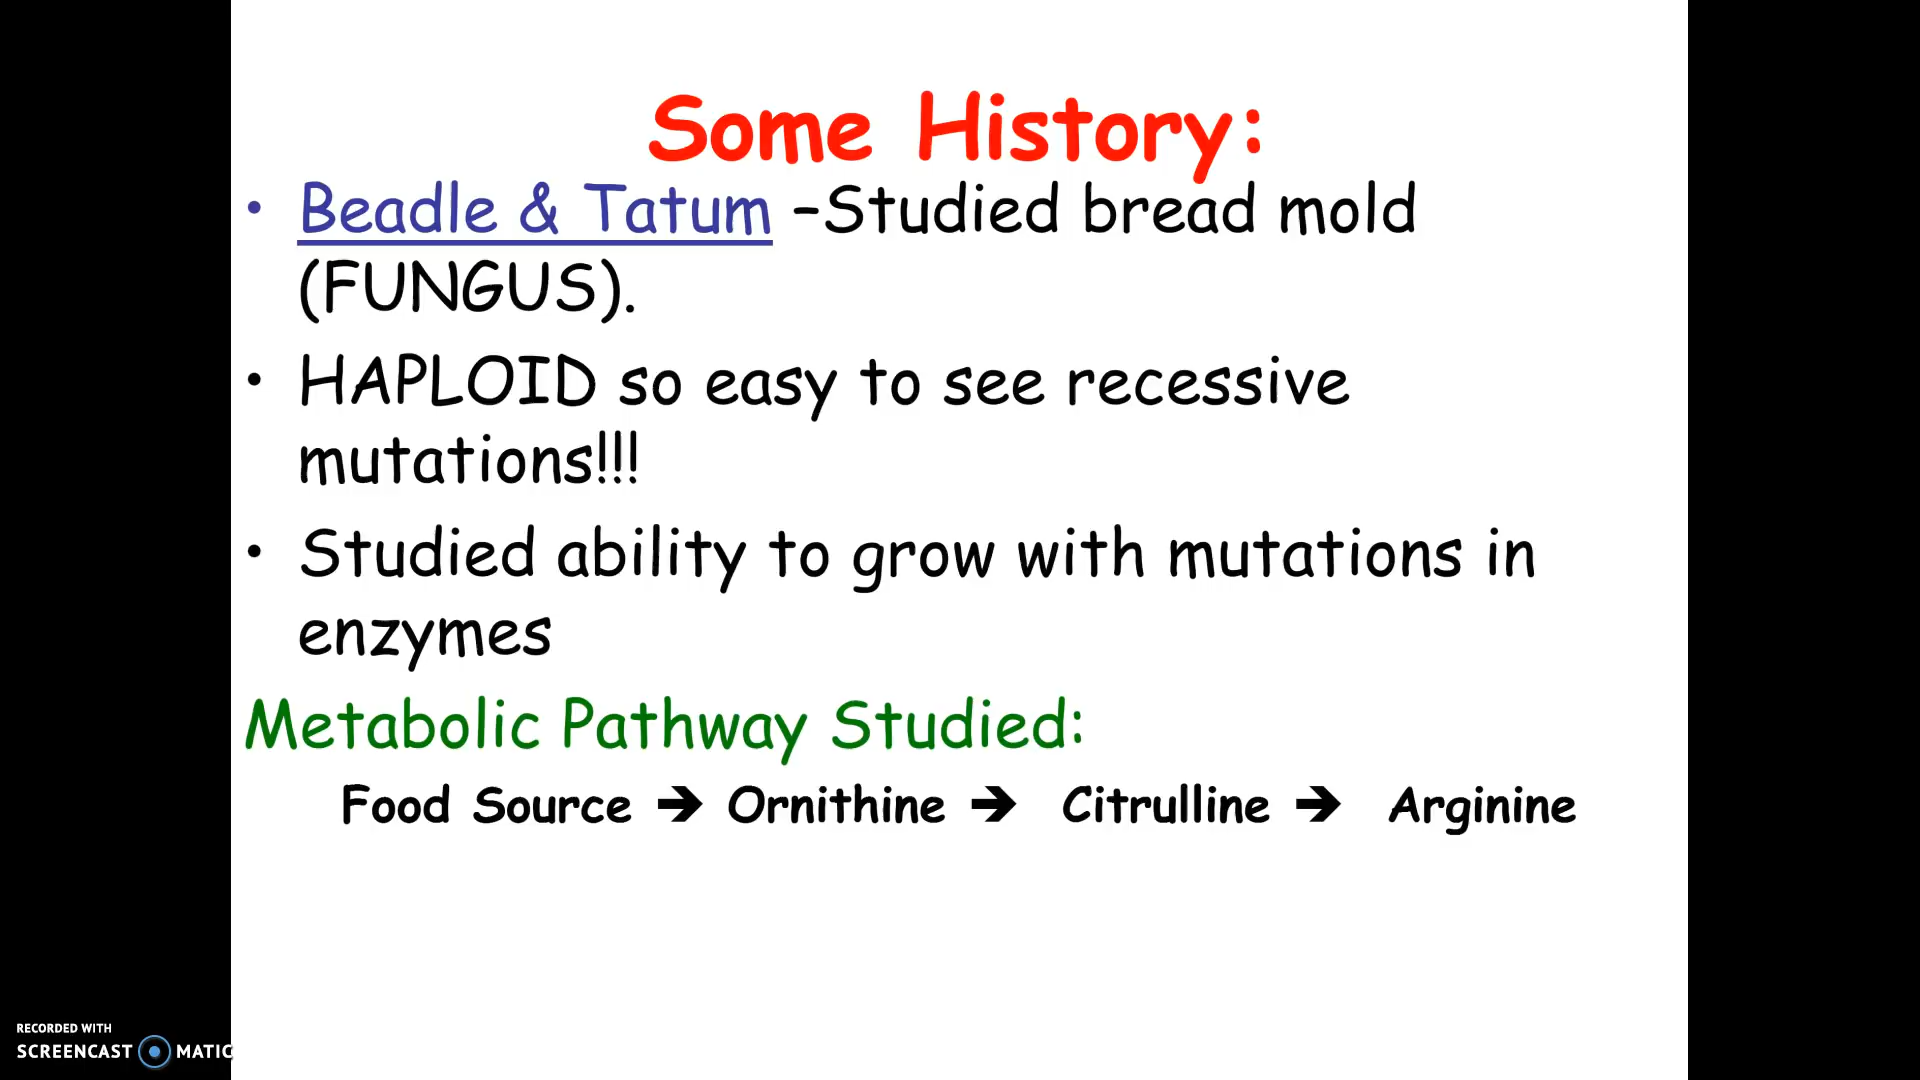 Some History:
• Beadle & Tatum –Studied bread mold
(FUNGUS).
• HAPLOID so easy to see recessive
mutations!!!
• Studied ability to grow with mutations in
enzymes
Metabolic Pathway Studied:
Food Source ➔ Ornithine ➔ Citrulline ➔ Arginine
RECORDED WITH
SCREENCAST MATIC